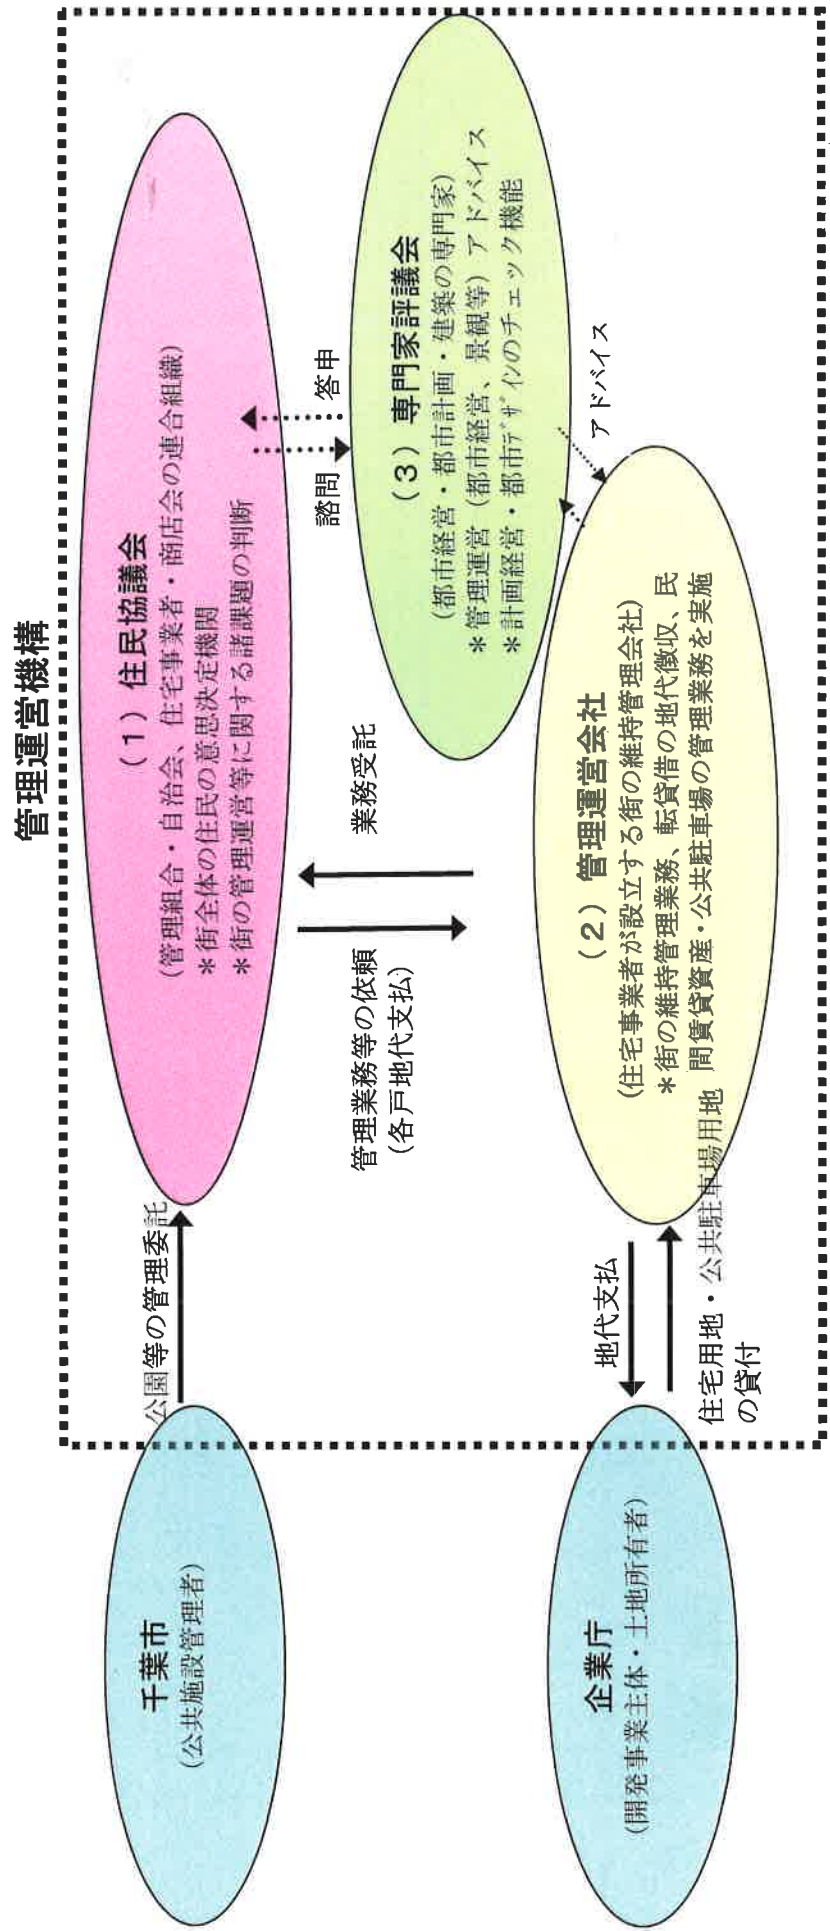 管理運営機構
千葉市
(公共施設管理者)
公園等の管理委託
(1)住民協議会
(管理組合・自治会、住宅事業者・商店会の連合組織)
*街全体の住民の意思決定機関
*街の管理運営等に関する諸課題の判断
諮問
答申
管理業務等の依頼
(各戸地代支払)
業務受託
(3)専門家評議会
(都市経営・都市計画・建築の専門家)
*管理運営(都市経営、景観等)アドバイス
*計画経営・都市デザインのチェック機能
アドバイス
企業庁
(開発事業主体・土地所有者)
地代支払
住宅用地・公共駐車場用地
の貸付
(2)管理運営会社
(住宅事業者が設立する街の維持管理会社)
*街の維持管理業務、転貸借の地代徴収、民
間賃貸資産・公共駐車場の管理業務を実施